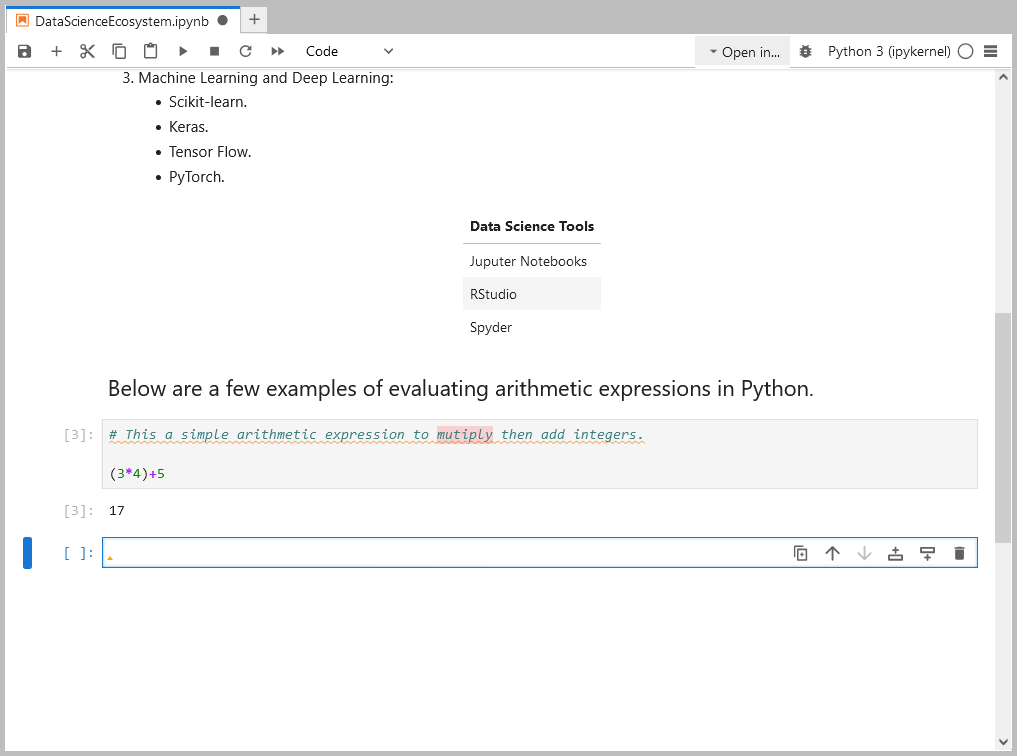 DataScienceEcosystem.ipynb
Code
Open in...
Python 3 (ipykernel)
3. Machine Learning and Deep Learning:
• Scikit-learn.
• Keras.
• Tensor Flow.
• PyTorch.
Data Science Tools
Juputer Notebooks
RStudio
Spyder
Below are a few examples of evaluating arithmetic expressions in Python.
[3]: # This a simple arithmetic expression to mutiply then add integers.
(3*4)+5
[3]: 17
[ ]: